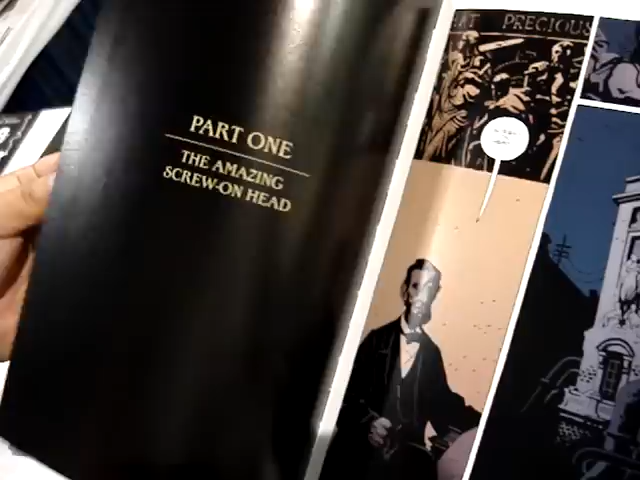 PART ONE
THE AMAZING
SCREW-ON HEAD
PRECIOUS